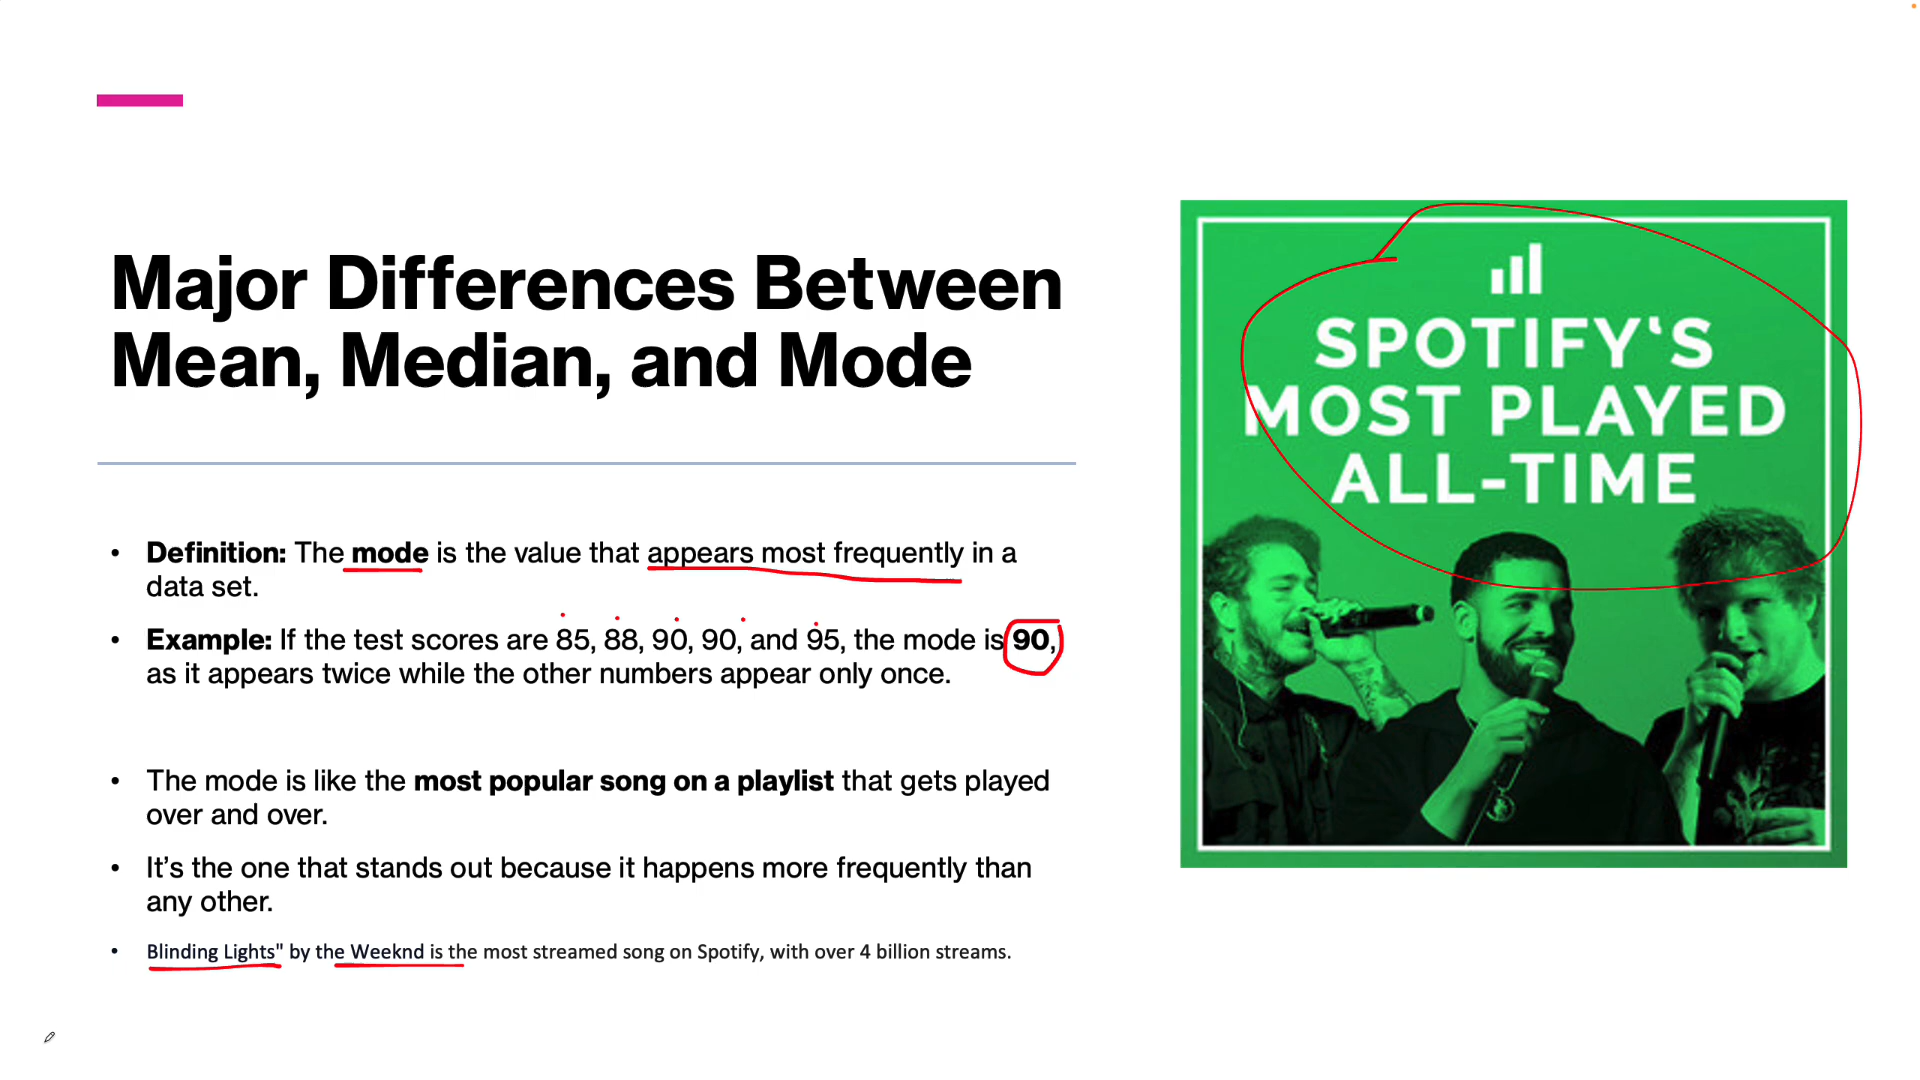 Major Differences Between
Mean, Median, and Mode
• Definition: The mode is the value that appears most frequently in a
data set.
• Example: If the test scores are 85, 88, 90, 90, and 95, the mode is 90,
as it appears twice while the other numbers appear only once.
• The mode is like the most popular song on a playlist that gets played
over and over.
• It’s the one that stands out because it happens more frequently than
any other.
• Blinding Lights" by the Weeknd is the most streamed song on Spotify, with over 4 billion streams.
SPOTIFY‘S
MOST PLAYED
ALL-TIME